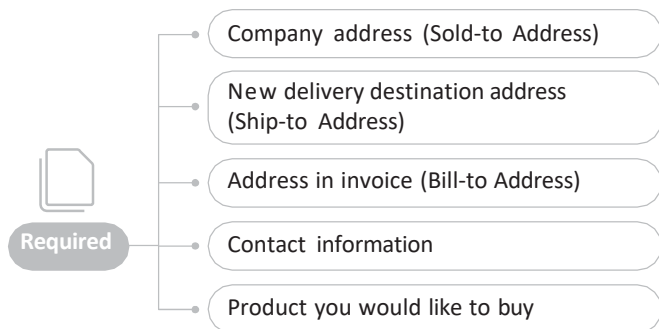 Company address (Sold-to Address)
New delivery destination address
(Ship-to Address)
Address in invoice (Bill-to Address)
Required
Contact information
Product you would like to buy